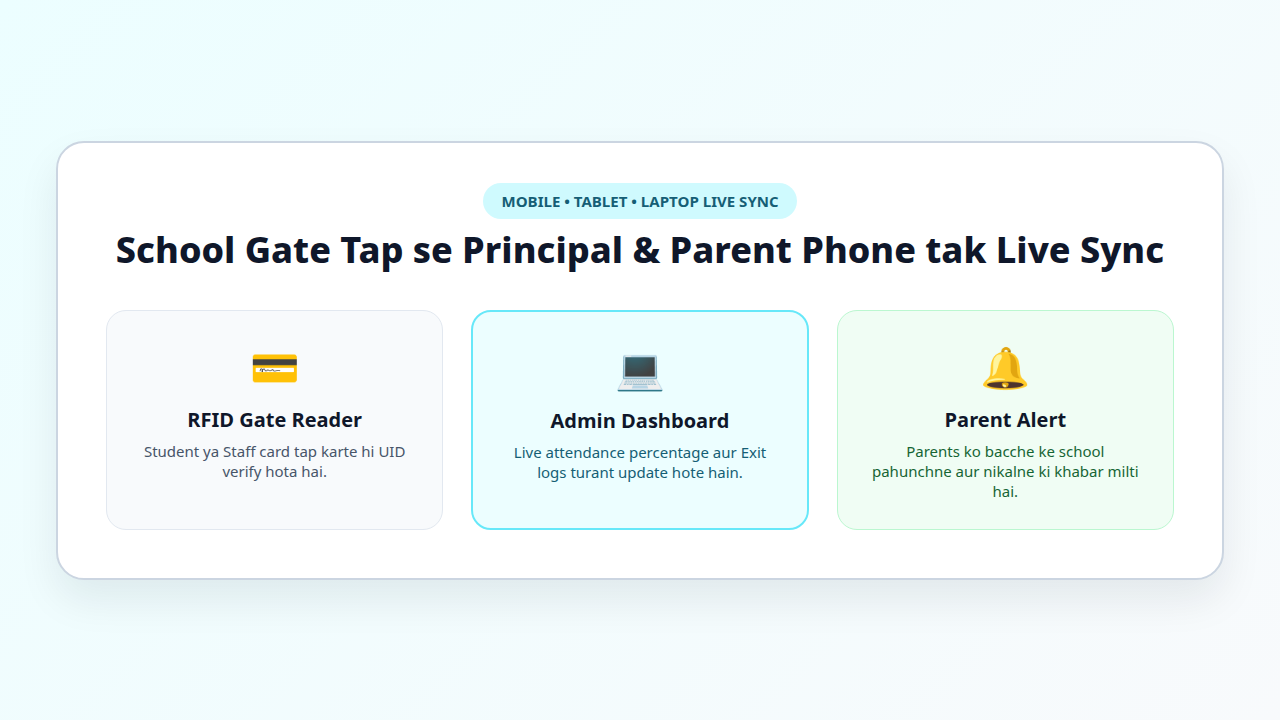 MOBILE • TABLET • LAPTOP LIVE SYNC
School Gate Tap se Principal & Parent Phone tak Live Sync
RFID Gate Reader
Student ya Staff card tap karte hi UID
verify hota hai.
Admin Dashboard
Live attendance percentage aur Exit
logs turant update hote hain.
Parent Alert
Parents ko bacche ke school
pahunchne aur nikalne ki khabar milti
hai.